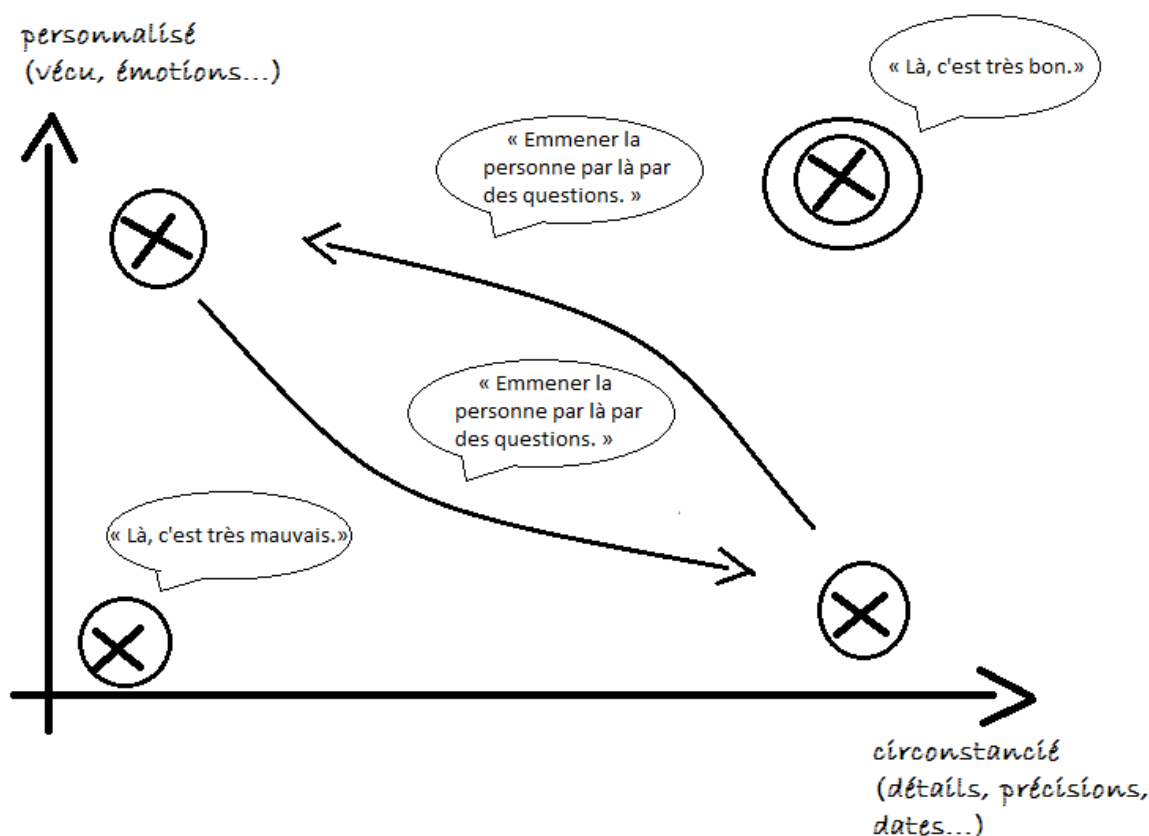 personnalisé
(vécu, émotions...)
« Là, c'est très bon.»
« Emmener la
personne par là par
des questions. »
« Emmener la
personne par là par
des questions. »
« Là, c'est très mauvais.»
circonstancié
(détails, précisions,
dates...)